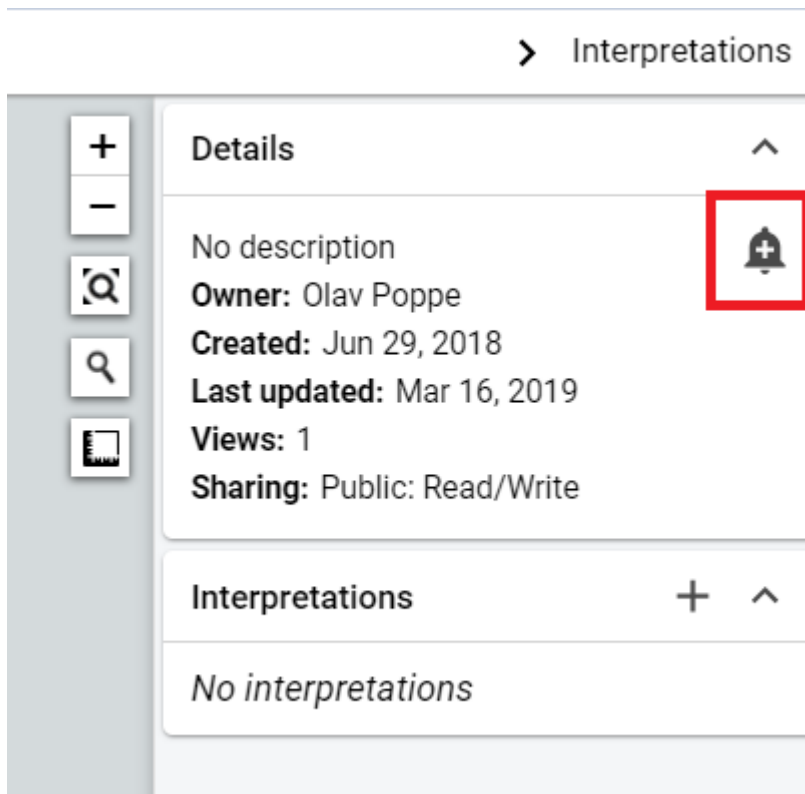 Interpretations
Details
No description
Owner: Olav Poppe
Created: Jun 29, 2018
Last updated: Mar 16, 2019
Views: 1
Sharing: Public: Read/Write
Interpretations
No interpretations